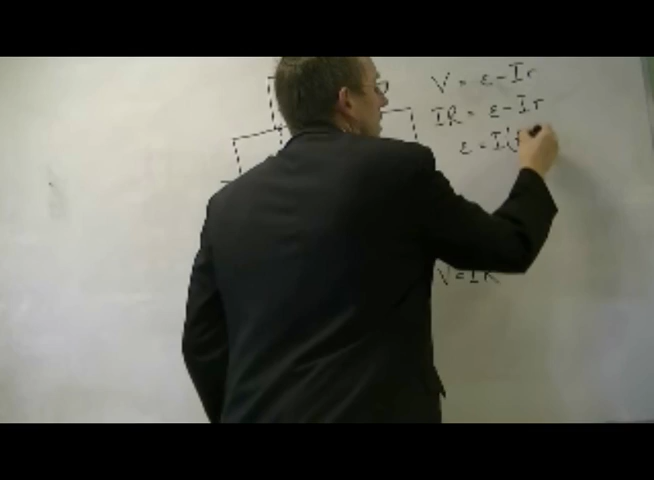 V = ε - Ir
IR = ε - Ir
ε = I(
V = IR